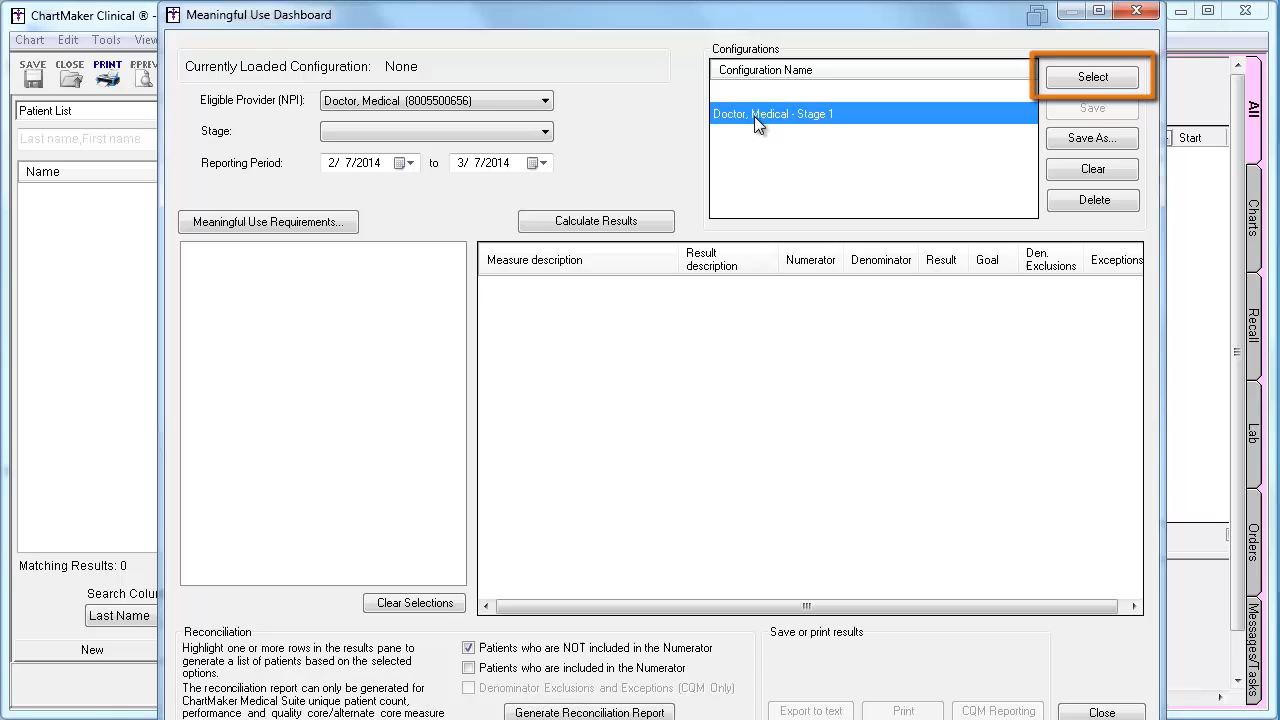 ChartMaker Clinical ® -
Meaningful Use Dashboard
Chart Edit Tools View
SAVE CLOSE PRINT
Patient List
Last name,First name
Name
Matching Results: 0
Last Name
New
Currently Loaded Configuration: None
Eligible Provider (NPI): Doctor, Medical (8005500656)
Stage:
Reporting Period: 2/ 7/2014 to 3/ 7/2014
Configurations
Configuration Name
Doctor, Medical - Stage 1
Select
Save
Save As...
Clear
Delete
Meaningful Use Requirements...
Calculate Results
Measure description
Result
description
Numerator
Denominator
Result
Goal
Den.
Exclusions
Exceptions
Clear Selections
Reconciliation
Highlight one or more rows in the results pane to
generate a list of patients based on the selected
options.
The reconciliation report can only be generated for
ChartMaker Medical Suite unique patient count,
performance and quality core/alternate core measure
Patients who are NOT included in the Numerator
Patients who are included in the Numerator
Denominator Exclusions and Exceptions (CQM Only)
Generate Reconciliation Report
Save or print results
Export to text
Print
CQM Reporting
Close
Start
All
Charts
Recall
Lab
Orders
Messages/Tasks